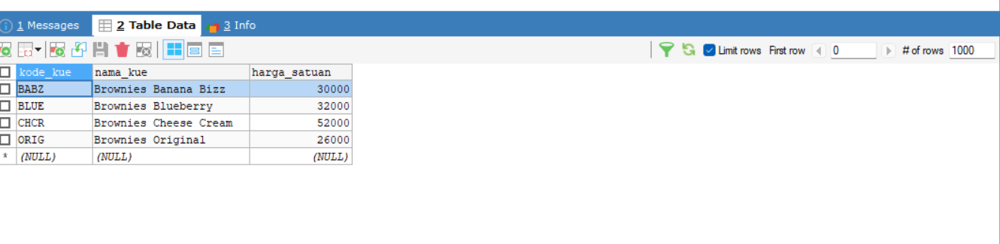 1 Messages 2 Table Data 3 Info
Limit rows First row 0 # of rows 1000
kode_kue nama_kue harga_satuan
BABZ Brownies Banana Bizz 30000
BLUE Brownies Blueberry 32000
CHCR Brownies Cheese Cream 52000
ORIG Brownies Original 26000
* (NULL) (NULL) (NULL)